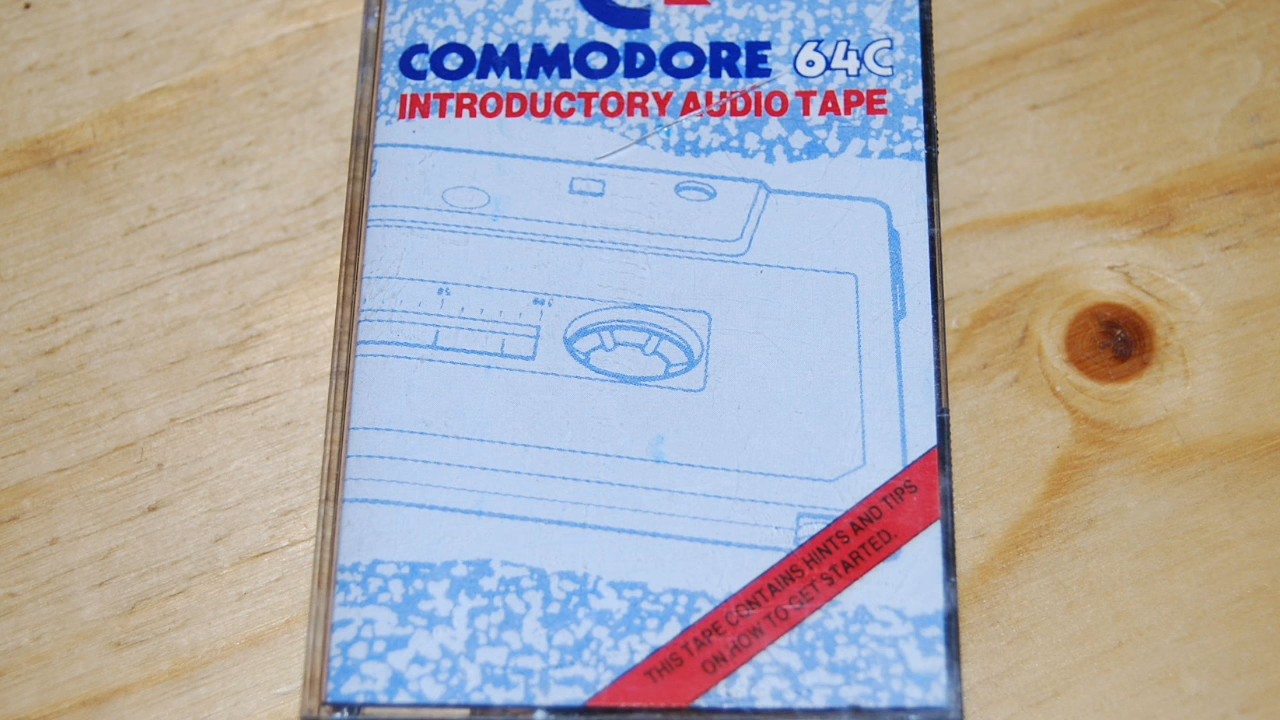 COMMODORE 64C
INTRODUCTORY AUDIO TAPE
THIS TAPE CONTAINS HINTS AND TIPS
ON HOW TO GET STARTED.